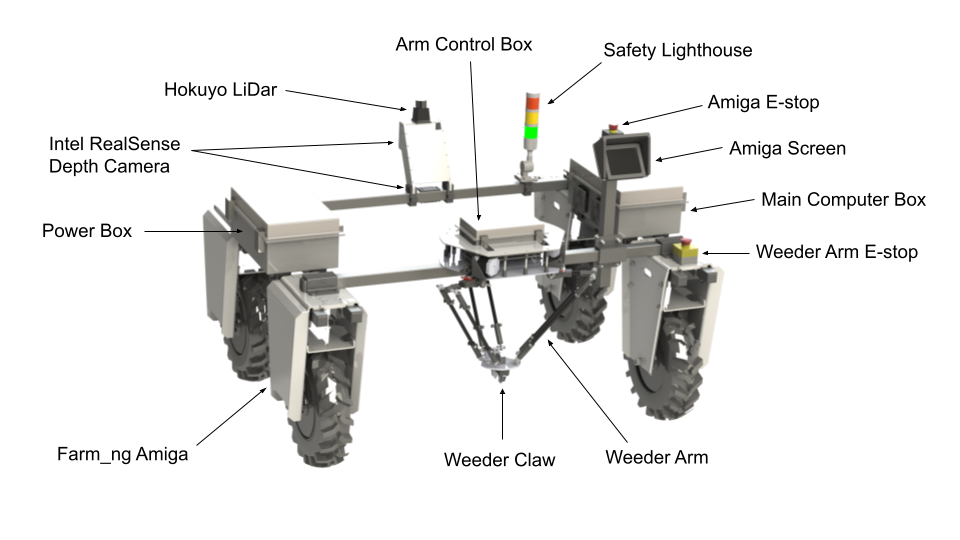 Arm Control Box
Safety Lighthouse
Hokuyo LiDar
Amiga E-stop
Intel RealSense
Depth Camera
Amiga Screen
Main Computer Box
Power Box
Weeder Arm E-stop
Farm_ng Amiga
Weeder Claw
Weeder Arm